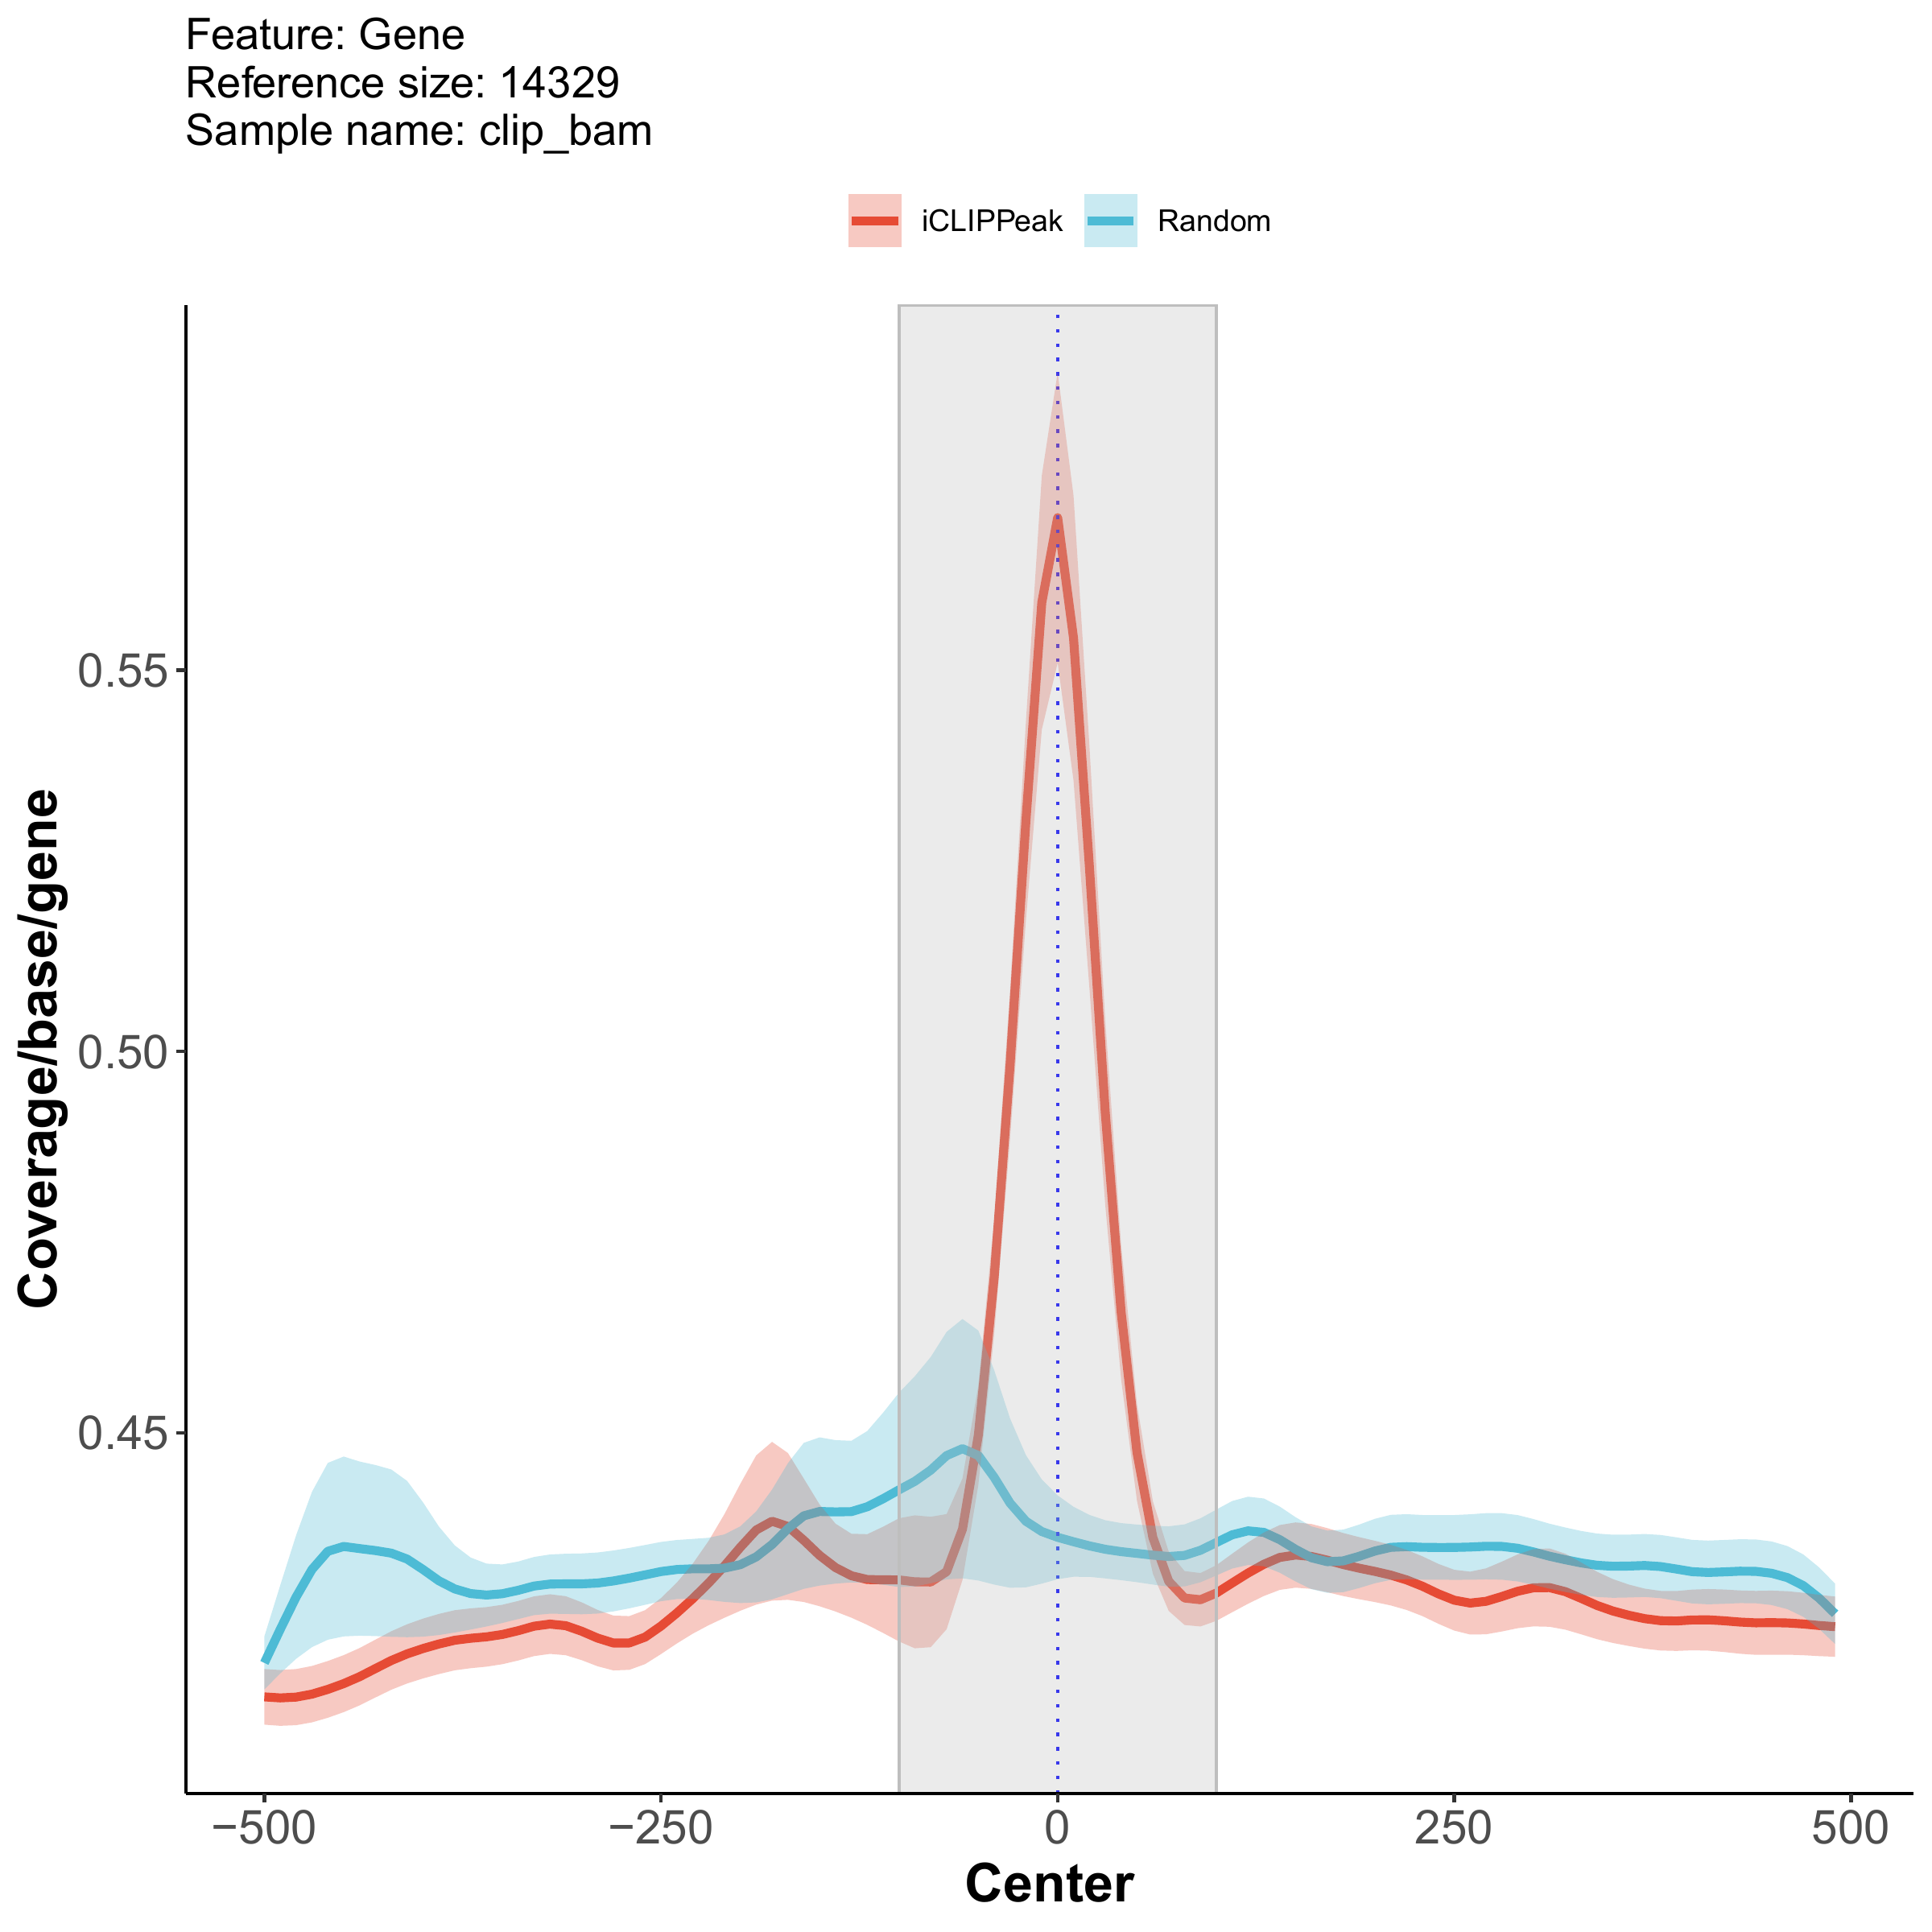 Feature: Gene
Reference size: 14329
Sample name: clip_bam
iCLIPPeak Random
Coverage/base/gene
0.55
0.50
0.45
−500 −250 0 250 500
Center